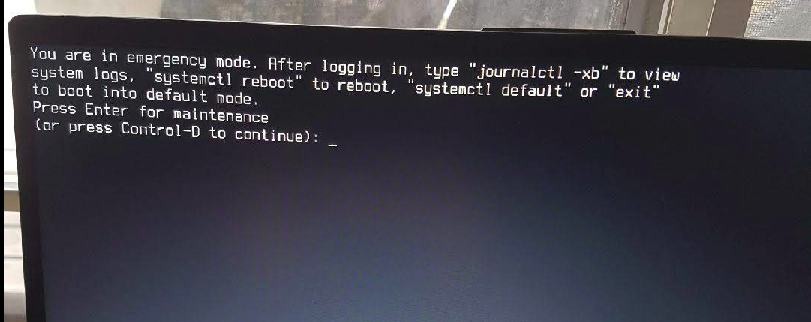 You are in emergency mode. After logging in, type "journalctl -xb" to view
system logs, "systemctl reboot" to reboot, "systemctl default" or "exit"
to boot into default mode.
Press Enter for maintenance
(or press Control-D to continue): _